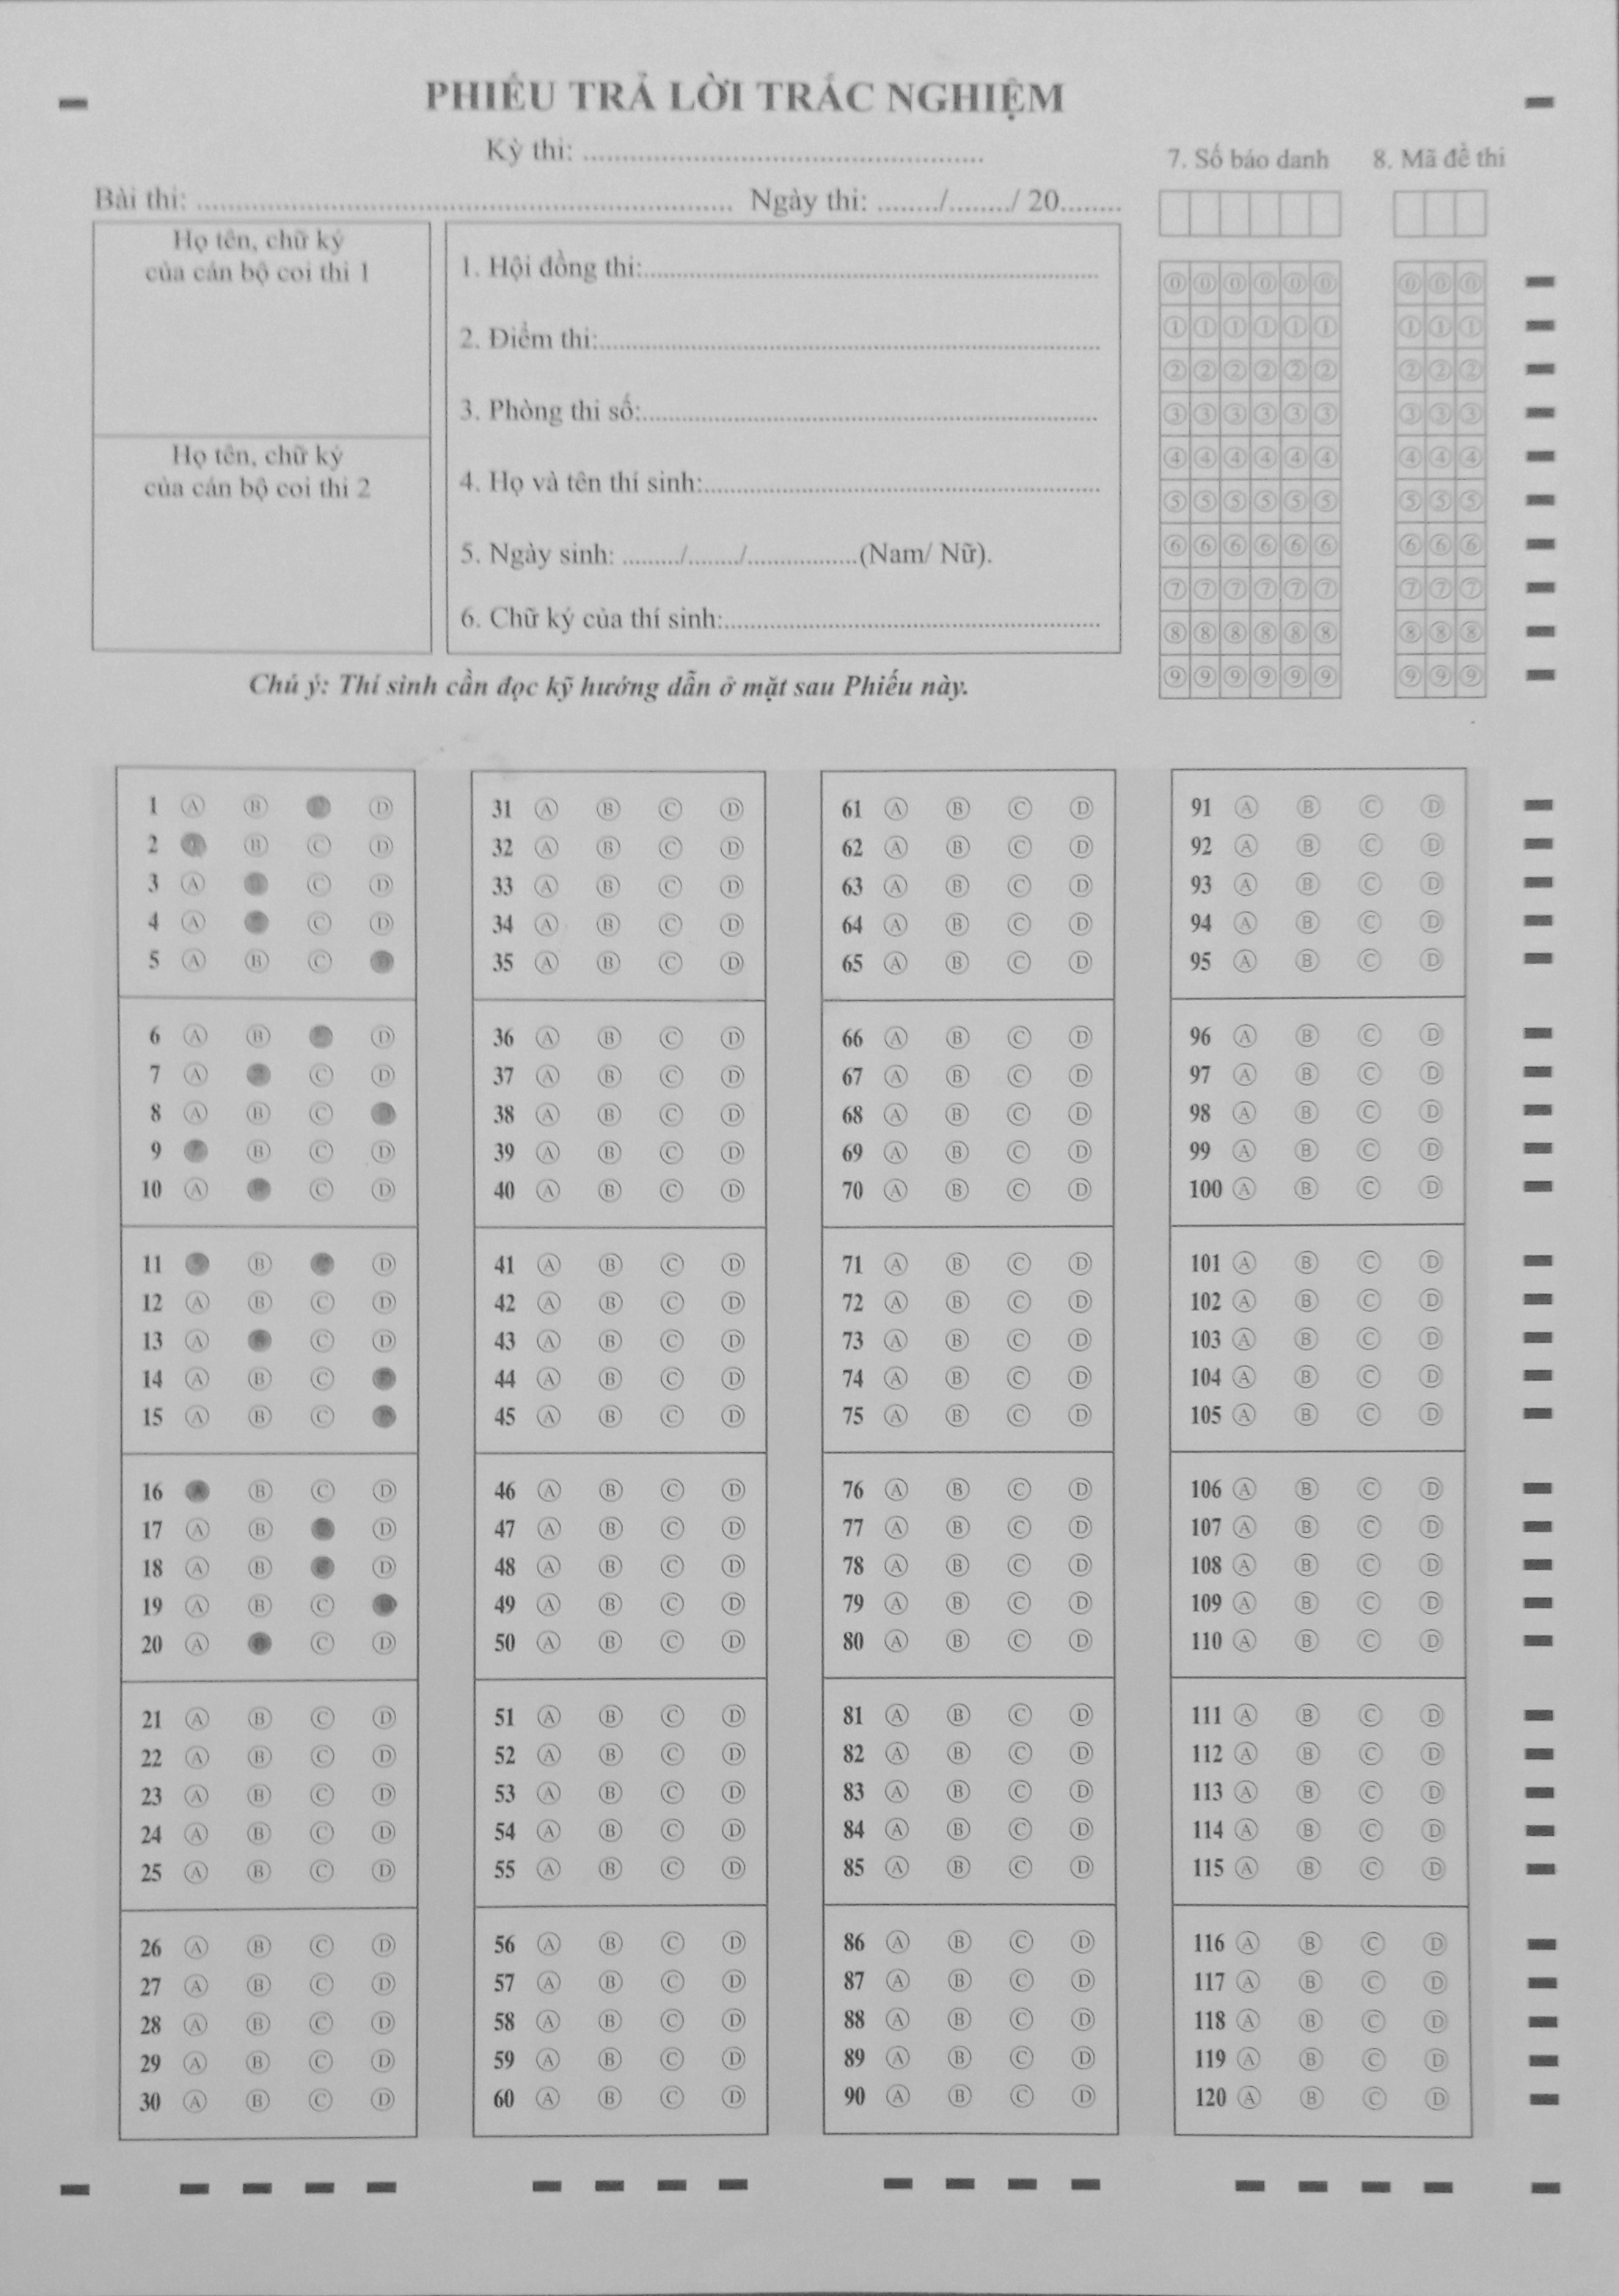 PHIẾU TRẢ LỜI TRẮC NGHIỆM
Kỳ thi: ....................................................
7. Số báo danh
8. Mã đề thi
Bài thi: ...................................................................... Ngày thi: ......../......../ 20........
Họ tên, chữ ký
của cán bộ coi thi 1
Họ tên, chữ ký
của cán bộ coi thi 2
1. Hội đồng thi:............................................................
2. Điểm thi:..................................................................
3. Phòng thi số:............................................................
4. Họ và tên thí sinh:....................................................
5. Ngày sinh: ......../......./...............(Nam/ Nữ).
6. Chữ ký của thí sinh:..................................................
0 0 0 0 0 0 0 0 0
1 1 1 1 1 1 1 1 1
2 2 2 2 2 2 2 2 2
3 3 3 3 3 3 3 3 3
4 4 4 4 4 4 4 4 4
5 5 5 5 5 5 5 5 5
6 6 6 6 6 6 6 6 6
7 7 7 7 7 7 7 7 7
8 8 8 8 8 8 8 8 8
9 9 9 9 9 9 9 9 9
Chú ý: Thí sinh cần đọc kỹ hướng dẫn ở mặt sau Phiếu này.
1 A B D
2 B C D
3 A C D
4 A C D
5 A B C
6 A B D
7 A C D
8 A B C
9 B C D
10 A C D
11 B D
12 A B C D
13 A C D
14 A B C
15 A B C
16 A B C D
17 A B D
18 A B D
19 A B C
20 A C D
21 A B C D
22 A B C D
23 A B C D
24 A B C D
25 A B C D
26 A B C D
27 A B C D
28 A B C D
29 A B C D
30 A B C D
31 A B C D
32 A B C D
33 A B C D
34 A B C D
35 A B C D
36 A B C D
37 A B C D
38 A B C D
39 A B C D
40 A B C D
41 A B C D
42 A B C D
43 A B C D
44 A B C D
45 A B C D
46 A B C D
47 A B C D
48 A B C D
49 A B C D
50 A B C D
51 A B C D
52 A B C D
53 A B C D
54 A B C D
55 A B C D
56 A B C D
57 A B C D
58 A B C D
59 A B C D
60 A B C D
61 A B C D
62 A B C D
63 A B C D
64 A B C D
65 A B C D
66 A B C D
67 A B C D
68 A B C D
69 A B C D
70 A B C D
71 A B C D
72 A B C D
73 A B C D
74 A B C D
75 A B C D
76 A B C D
77 A B C D
78 A B C D
79 A B C D
80 A B C D
81 A B C D
82 A B C D
83 A B C D
84 A B C D
85 A B C D
86 A B C D
87 A B C D
88 A B C D
89 A B C D
90 A B C D
91 A B C D
92 A B C D
93 A B C D
94 A B C D
95 A B C D
96 A B C D
97 A B C D
98 A B C D
99 A B C D
100 A B C D
101 A B C D
102 A B C D
103 A B C D
104 A B C D
105 A B C D
106 A B C D
107 A B C D
108 A B C D
109 A B C D
110 A B C D
111 A B C D
112 A B C D
113 A B C D
114 A B C D
115 A B C D
116 A B C D
117 A B C D
118 A B C D
119 A B C D
120 A B C D